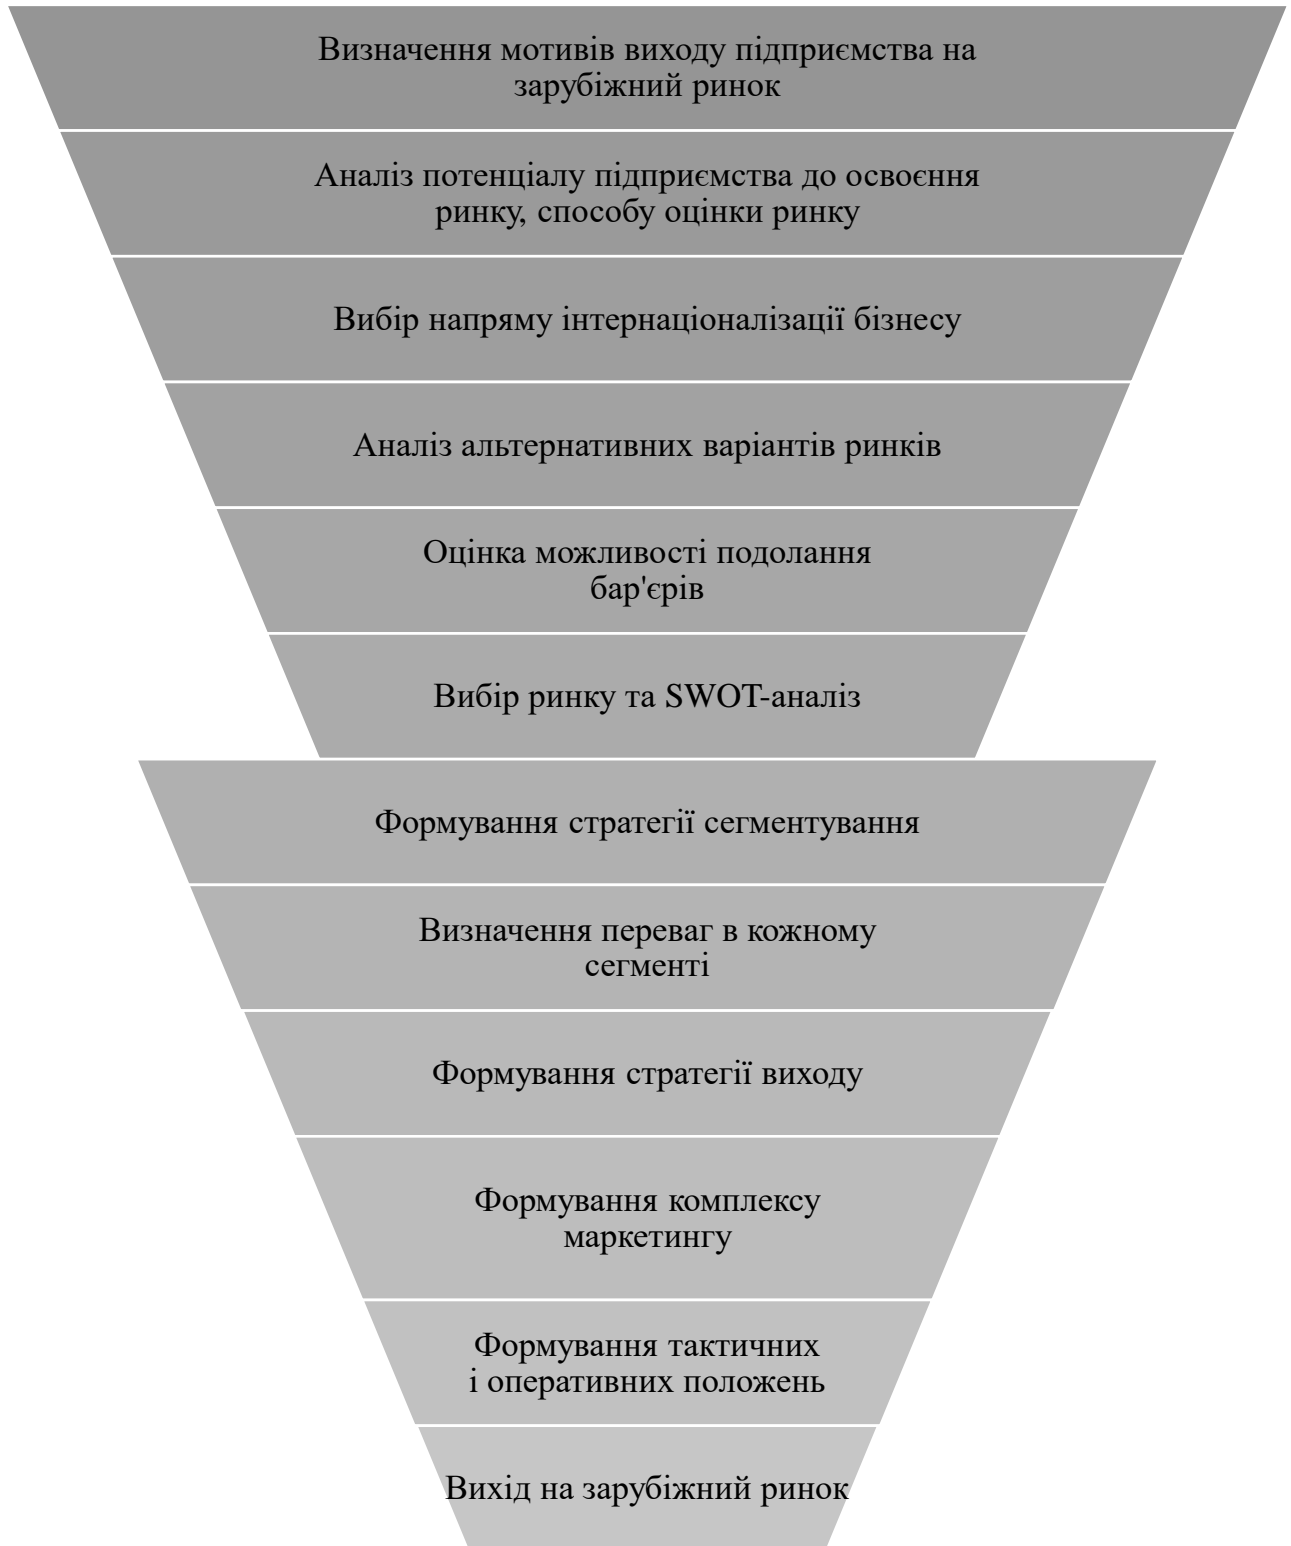 Визначення мотивів виходу підприємства на
зарубіжний ринок
Аналіз потенціалу підприємства до освоєння
ринку, способу оцінки ринку
Вибір напряму інтернаціоналізації бізнесу
Аналіз альтернативних варіантів ринків
Оцінка можливості подолання
бар'єрів
Вибір ринку та SWOT-аналіз
Формування стратегії сегментування
Визначення переваг в кожному
сегменті
Формування стратегії виходу
Формування комплексу
маркетингу
Формування тактичних
і оперативних положень
Вихід на зарубіжний ринок